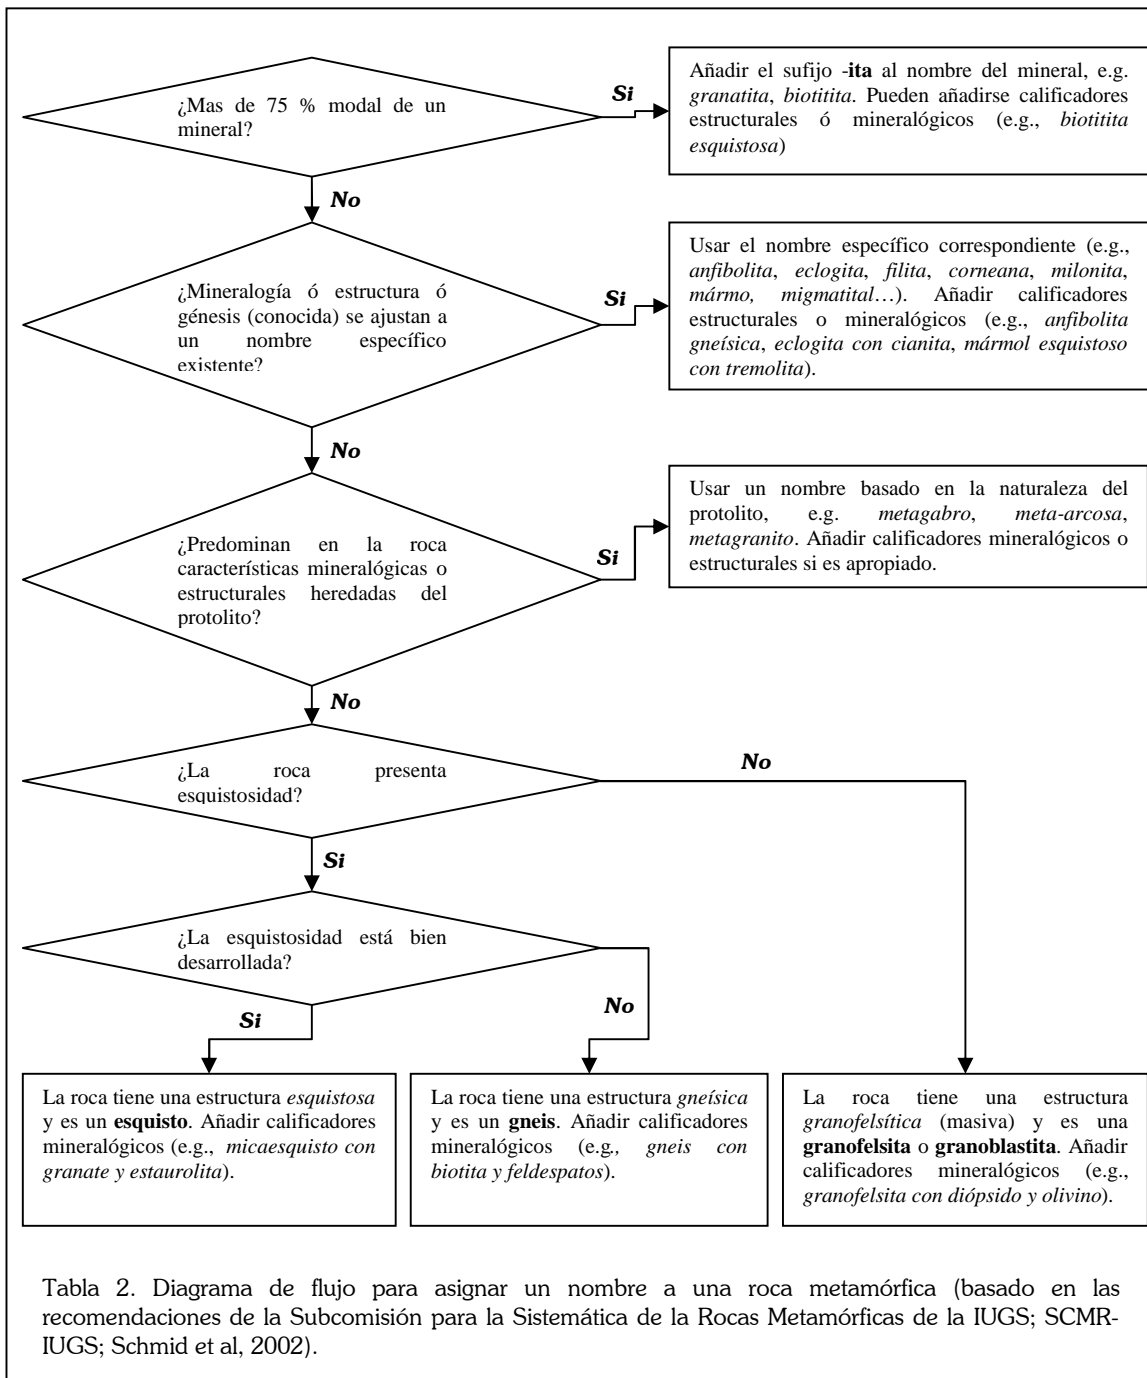 ¿Mas de 75 % modal de un
mineral?
Si
Añadir el sufijo -ita al nombre del mineral, e.g.
granatita, biotitita. Pueden añadirse calificadores
estructurales ó mineralógicos (e.g., biotitita
esquistosa)
No
¿Mineralogía ó estructura ó
génesis (conocida) se ajustan a
un nombre específico
existente?
Si
Usar el nombre específico correspondiente (e.g.,
anfibolita, eclogita, filita, corneana, milonita,
mármo, migmatital…). Añadir calificadores
estructurales o mineralógicos (e.g., anfibolita
gneísica, eclogita con cianita, mármol esquistoso
con tremolita).
No
¿Predominan en la roca
características mineralógicas o
estructurales heredadas del
protolito?
Si
Usar un nombre basado en la naturaleza del
protolito, e.g. metagabro, meta-arcosa,
metagranito. Añadir calificadores mineralógicos o
estructurales si es apropiado.
No
¿La roca presenta
esquistosidad?
No
Si
¿La esquistosidad está bien
desarrollada?
Si
No
La roca tiene una estructura esquistosa
y es un esquisto. Añadir calificadores
mineralógicos (e.g., micaesquisto con
granate y estaurolita).
La roca tiene una estructura gneísica
y es un gneis. Añadir calificadores
mineralógicos (e.g., gneis con
biotita y feldespatos).
La roca tiene una estructura
granofelsítica (masiva) y es una
granofelsita o granoblastita. Añadir
calificadores mineralógicos (e.g.,
granofelsita con diópsido y olivino).
Tabla 2. Diagrama de flujo para asignar un nombre a una roca metamórfica (basado en las
recomendaciones de la Subcomisión para la Sistemática de la Rocas Metamórficas de la IUGS; SCMR-
IUGS; Schmid et al, 2002).